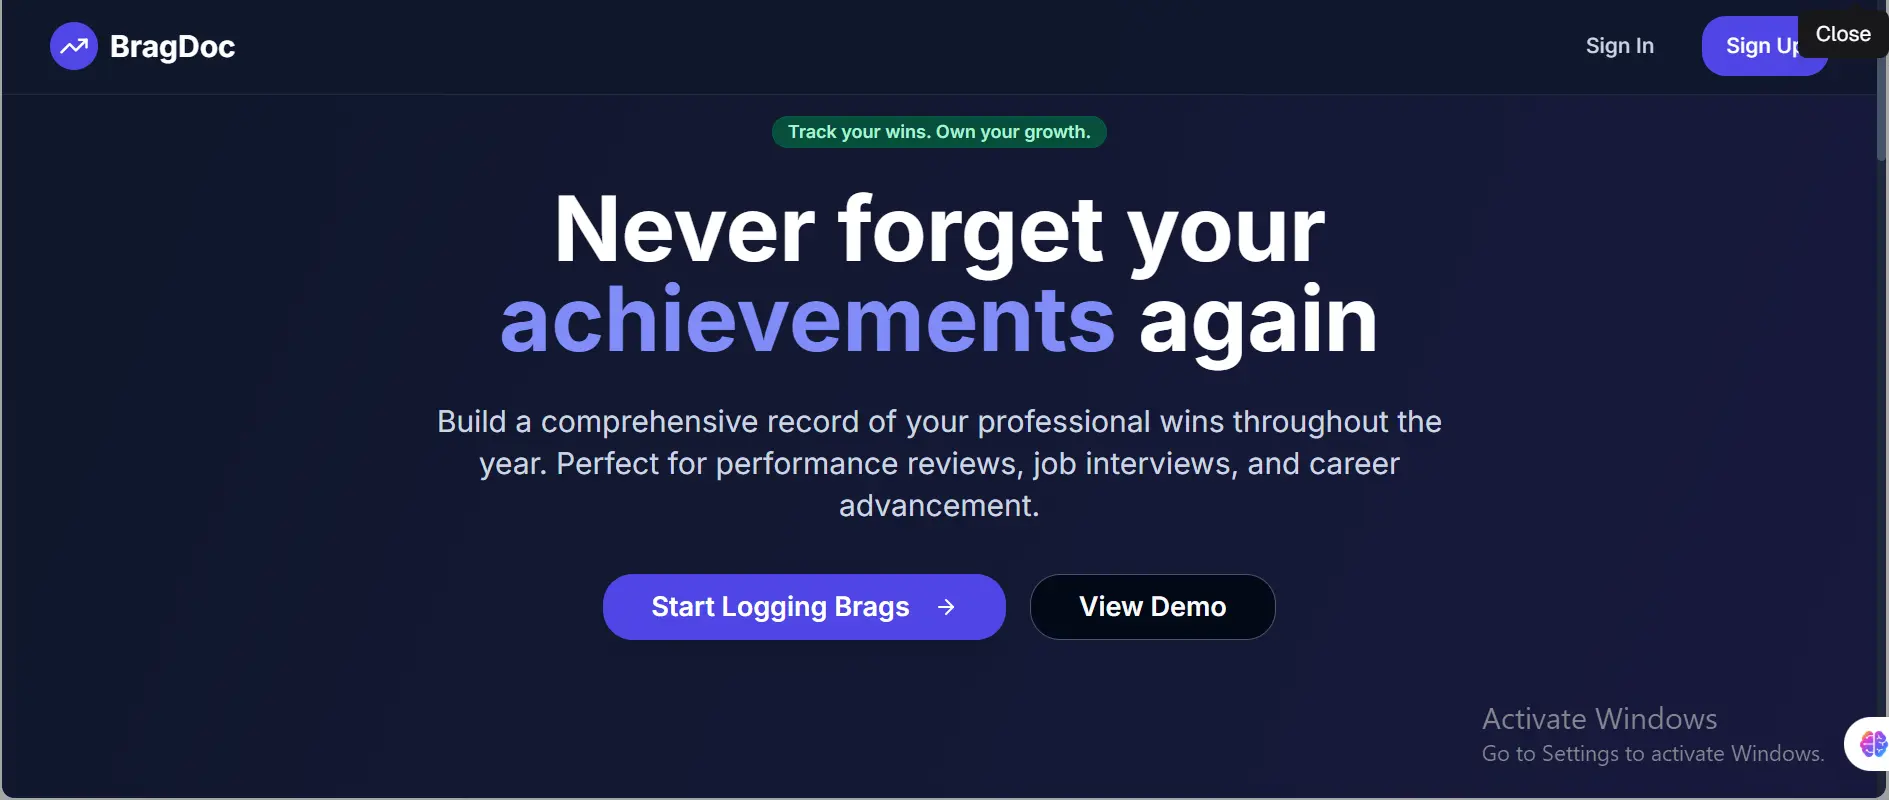 BragDoc
Sign In
Sign Up
Close
Track your wins. Own your growth.
Never forget your
achievements again
Build a comprehensive record of your professional wins throughout the
year. Perfect for performance reviews, job interviews, and career
advancement.
Start Logging Brags →
View Demo
Activate Windows
Go to Settings to activate Windows.